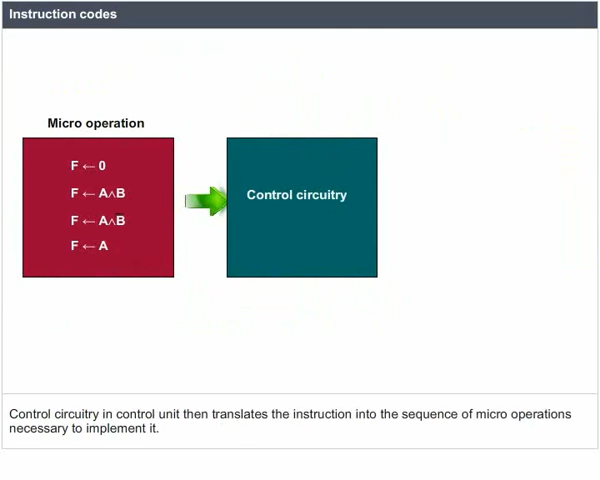 Instruction codes
Micro operation
F ← 0
F ← A∧B
F ← A∧B
F ← A
Control circuitry
Control circuitry in control unit then translates the instruction into the sequence of micro operations
necessary to implement it.